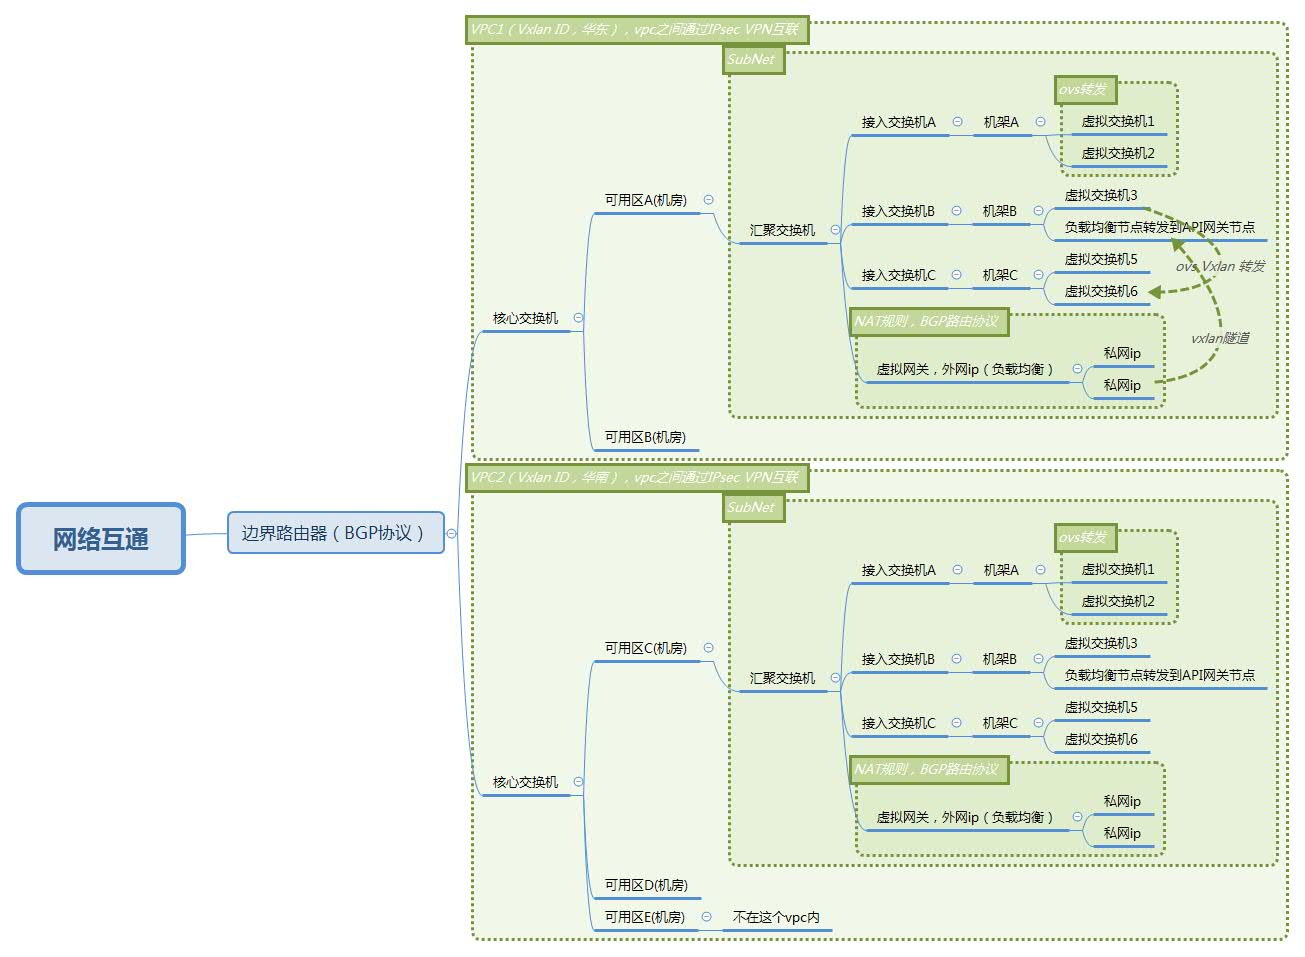 VPC1（Vxlan ID，华东），vpc之间通过IPsec VPN互联
SubNet
ovs转发
接入交换机A
机架A
虚拟交换机1
虚拟交换机2
可用区A(机房)
汇聚交换机
接入交换机B
机架B
虚拟交换机3
负载均衡节点转发到API网关节点
接入交换机C
机架C
虚拟交换机5
虚拟交换机6
ovs Vxlan 转发
核心交换机
NAT规则，BGP路由协议
虚拟网关，外网ip（负载均衡）
私网ip
私网ip
vxlan隧道
可用区B(机房)
网络互通
边界路由器（BGP协议）
VPC2（Vxlan ID，华南），vpc之间通过IPsec VPN互联
SubNet
ovs转发
接入交换机A
机架A
虚拟交换机1
虚拟交换机2
可用区C(机房)
汇聚交换机
接入交换机B
机架B
虚拟交换机3
负载均衡节点转发到API网关节点
接入交换机C
机架C
虚拟交换机5
虚拟交换机6
核心交换机
NAT规则，BGP路由协议
虚拟网关，外网ip（负载均衡）
私网ip
私网ip
可用区D(机房)
可用区E(机房)
不在这个vpc内